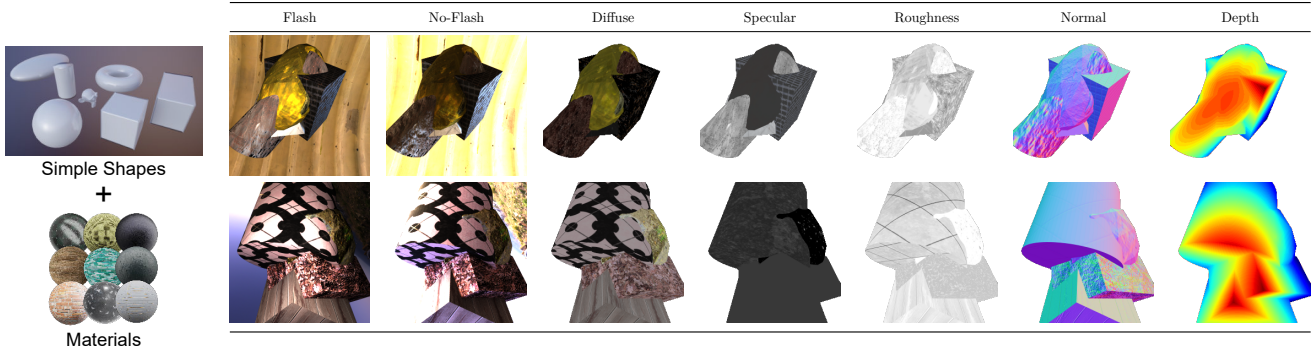 Flash No-Flash Diffuse Specular Roughness Normal Depth
Simple Shapes
+
Materials